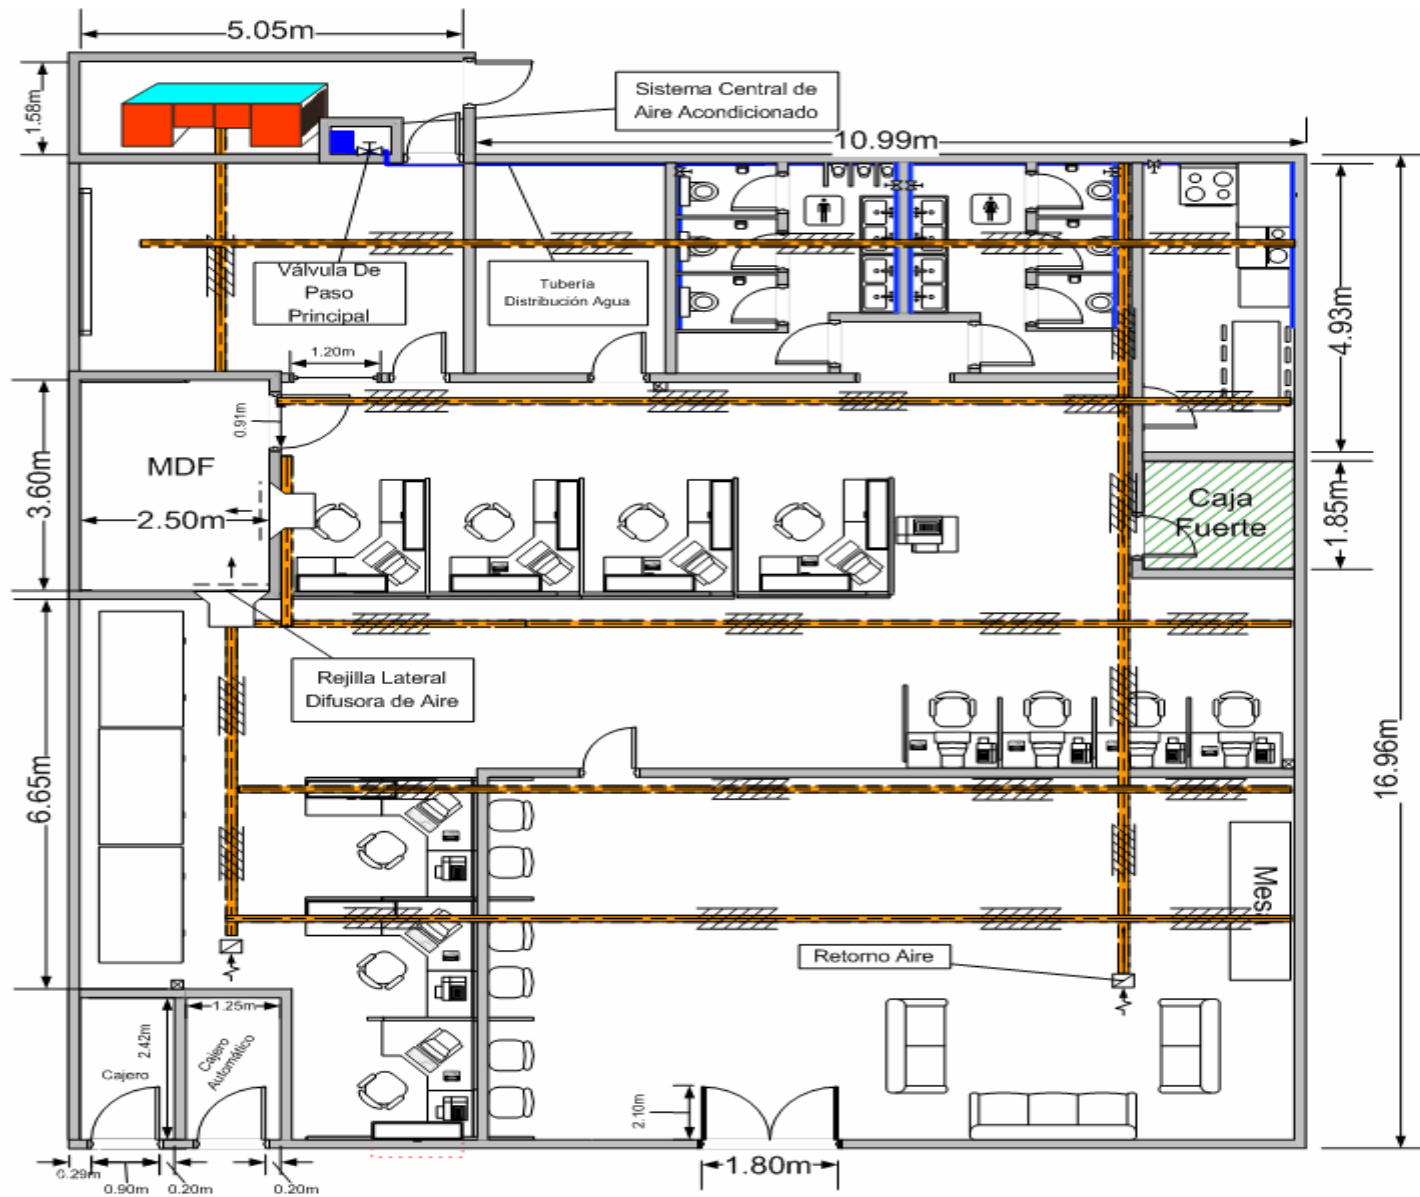 5.05m
1.58m
Sistema Central de
Aire Acondicionado
10.99m
Válvula De
Paso
Principal
Tubería
Distribución Agua
1.20m
4.93m
0.91m
MDF
3.60m
2.50m
Caja
Fuerte
1.85m
Rejilla Lateral
Difusora de Aire
6.65m
16.96m
Mesa
Retorno Aire
1.25m
2.42m
Cajero
Cajero
Automático
2.10m
0.29m
0.90m
0.20m
0.20m
1.80m